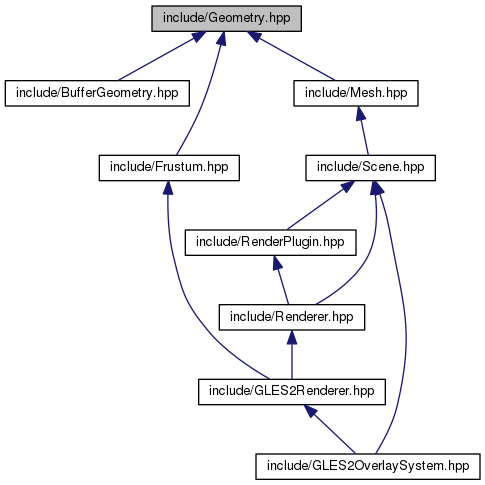 include/Geometry.hpp
include/BufferGeometry.hpp
include/Mesh.hpp
include/Frustum.hpp
include/Scene.hpp
include/RenderPlugin.hpp
include/Renderer.hpp
include/GLES2Renderer.hpp
include/GLES2OverlaySystem.hpp